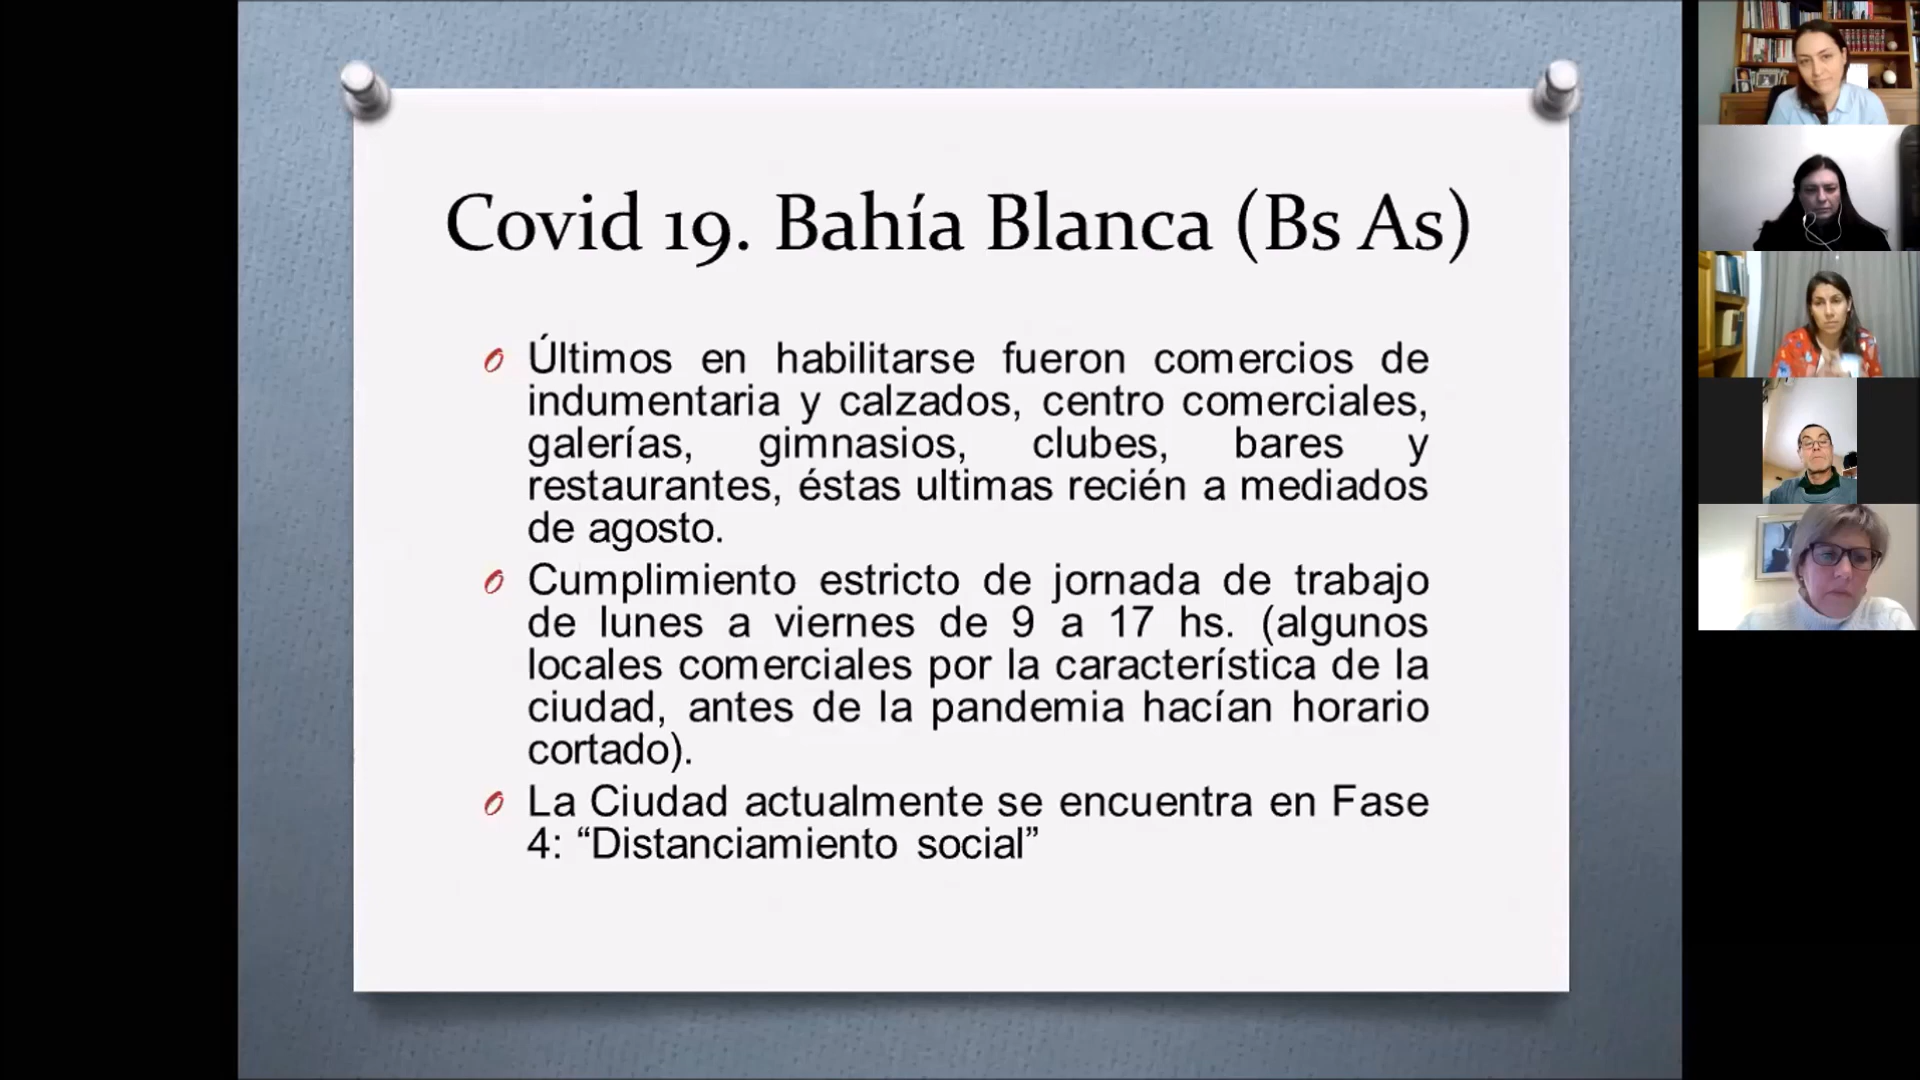 Covid 19. Bahía Blanca (Bs As)
Últimos en habilitarse fueron comercios de
indumentaria y calzados, centro comerciales,
galerías, gimnasios, clubes, bares y
restaurantes, éstas ultimas recién a mediados
de agosto.
Cumplimiento estricto de jornada de trabajo
de lunes a viernes de 9 a 17 hs. (algunos
locales comerciales por la característica de la
ciudad, antes de la pandemia hacían horario
cortado).
La Ciudad actualmente se encuentra en Fase
4: “Distanciamiento social”